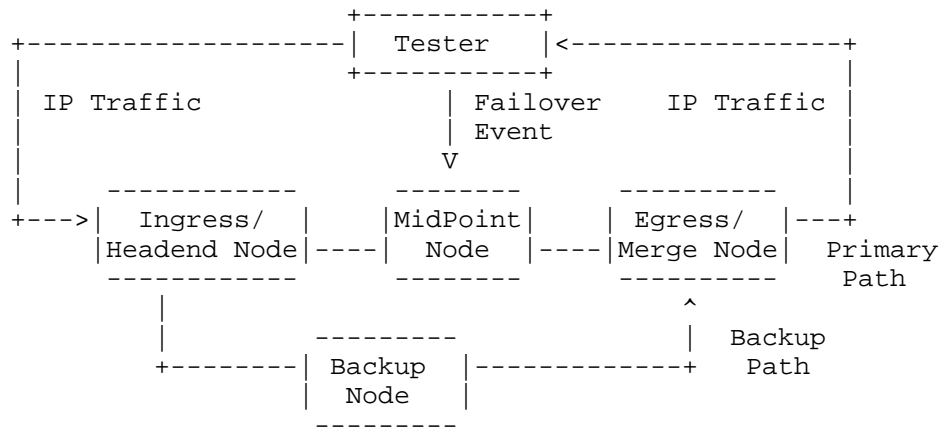 Tester
IP Traffic Failover IP Traffic
Event
Ingress/ MidPoint Egress/
Headend Node Node Merge Node Primary
Path
Backup
Backup Path
Node